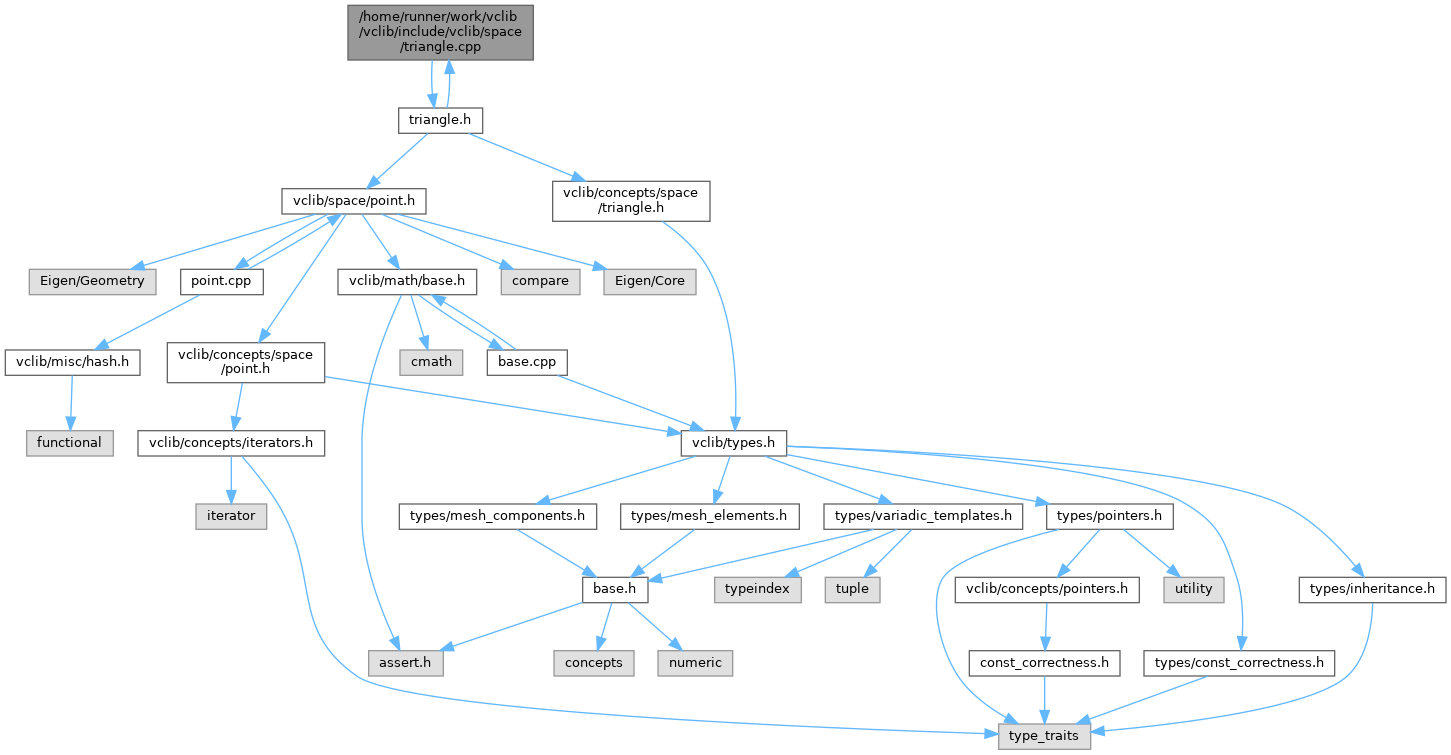 /home/runner/work/vclib
/vclib/include/vclib/space
/triangle.cpp
triangle.h
vclib/space/point.h
vclib/concepts/space
/triangle.h
Eigen/Geometry
point.cpp
vclib/math/base.h
compare
Eigen/Core
vclib/misc/hash.h
vclib/concepts/space
/point.h
cmath
base.cpp
functional
vclib/concepts/iterators.h
vclib/types.h
iterator
types/mesh_components.h
types/mesh_elements.h
types/variadic_templates.h
types/pointers.h
base.h
typeindex
tuple
vclib/concepts/pointers.h
utility
types/inheritance.h
assert.h
concepts
numeric
const_correctness.h
types/const_correctness.h
type_traits